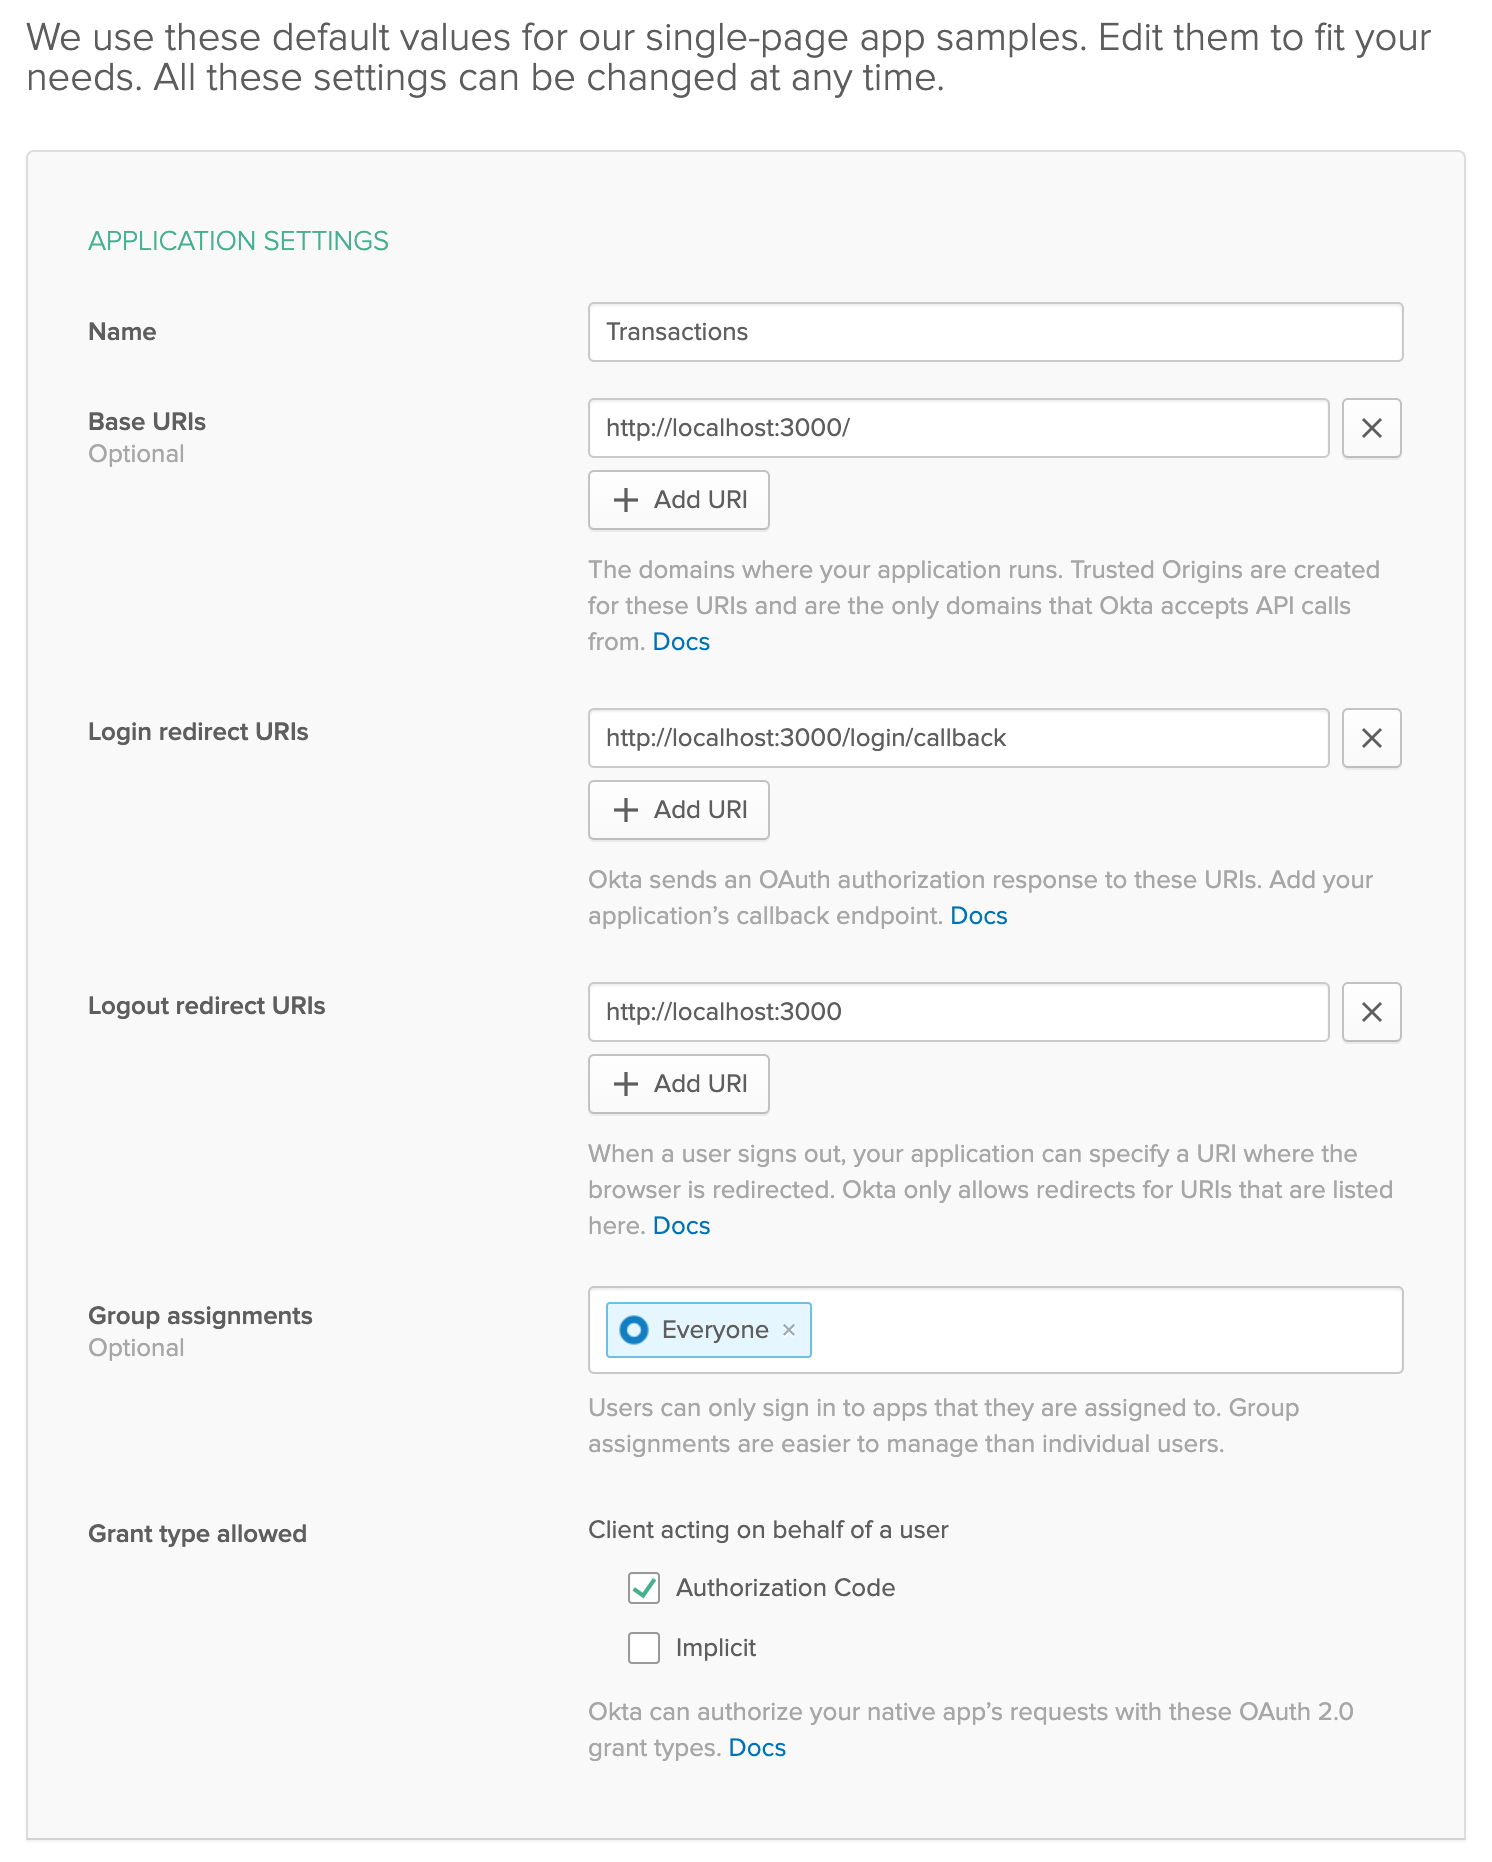 We use these default values for our single-page app samples. Edit them to fit your
needs. All these settings can be changed at any time.
APPLICATION SETTINGS
Name
Transactions
Base URIs
Optional
http://localhost:3000/
Add URI
The domains where your application runs. Trusted Origins are created
for these URIs and are the only domains that Okta accepts API calls
from. Docs
Login redirect URIs
http://localhost:3000/login/callback
Add URI
Okta sends an OAuth authorization response to these URIs. Add your
application’s callback endpoint. Docs
Logout redirect URIs
http://localhost:3000
Add URI
When a user signs out, your application can specify a URI where the
browser is redirected. Okta only allows redirects for URIs that are listed
here. Docs
Group assignments
Optional
Everyone
Users can only sign in to apps that they are assigned to. Group
assignments are easier to manage than individual users.
Grant type allowed
Client acting on behalf of a user
Authorization Code
Implicit
Okta can authorize your native app’s requests with these OAuth 2.0
grant types. Docs